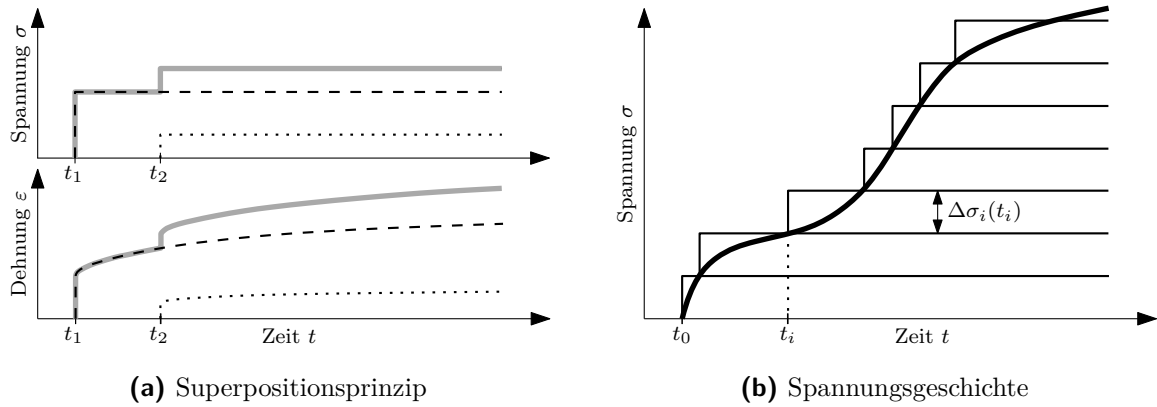 Spannung σ
t₁
t₂
Dehnung ε
t₁
t₂
Zeit t
(a) Superpositionsprinzip
Spannung σ
Δσᵢ(tᵢ)
t₀
tᵢ
Zeit t
(b) Spannungsgeschichte